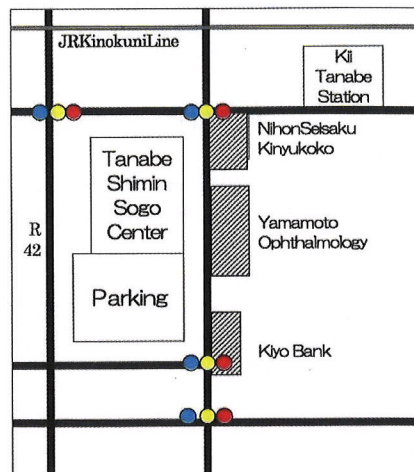 JRKinokuniLine
Kii
Tanabe
Station
NihonSeisaku
Kinyukoko
Tanabe
Shimin
Sogo
Center
Yamamoto
Ophthalmology
R
42
Parking
Kiyo Bank